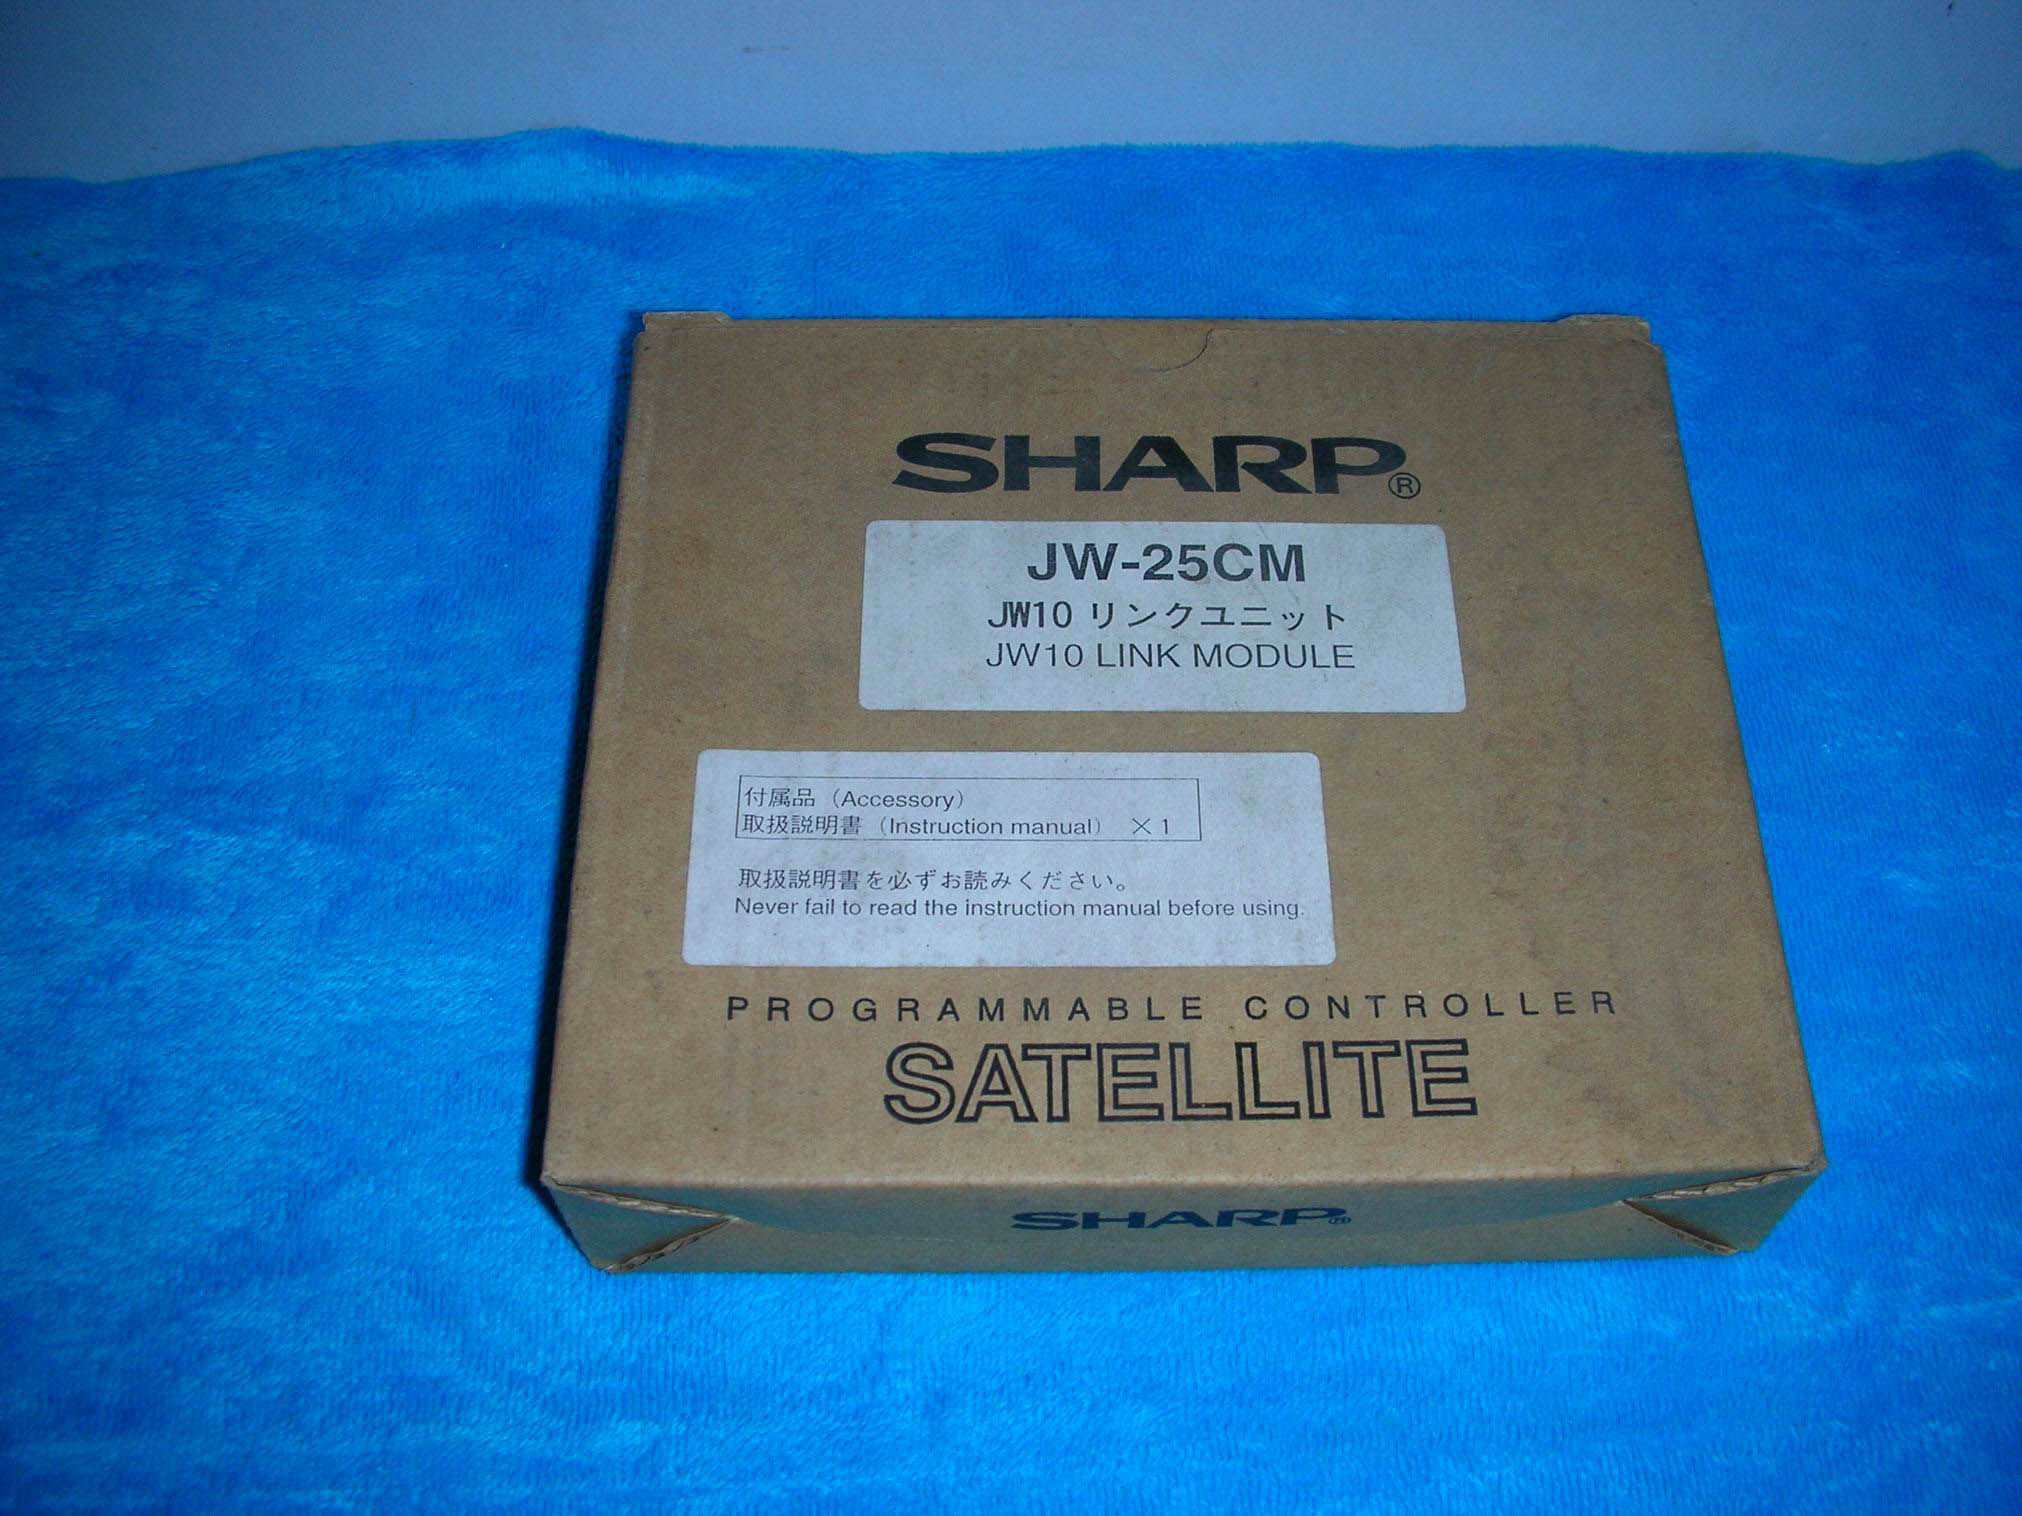 SHARP®
JW-25CM
JW10 リンクユニット
JW10 LINK MODULE
付属品（Accessory）
取扱説明書（Instruction manual） ×1
取扱説明書を必ずお読みください。
Never fail to read the instruction manual before using.
PROGRAMMABLE CONTROLLER
SATELLITE
SHARP®